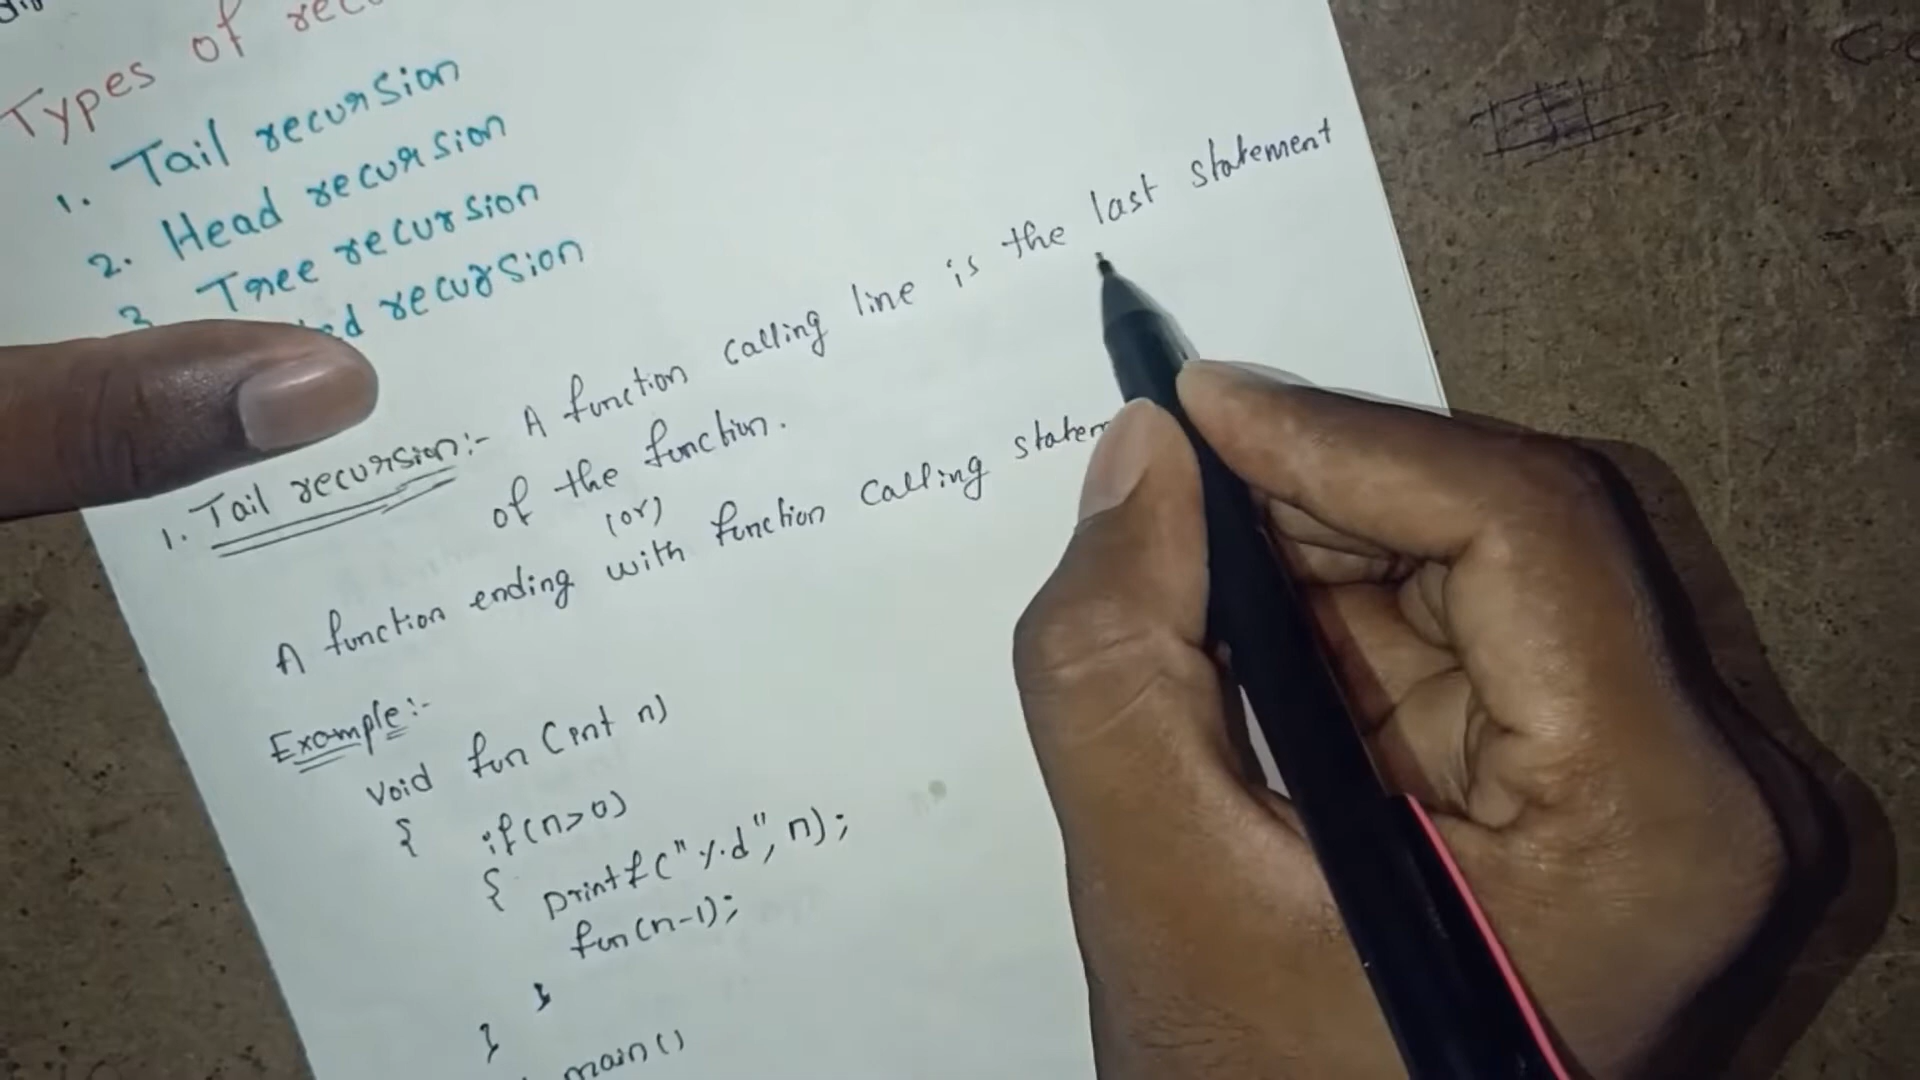 Types of
1. Tail recursion
2. Head recursion
3. Tree recursion
recursion
1. Tail recursion:- A function calling line is the last statement
of the function.
(or)
A function ending with function calling
Example:-
void fun (int n)
{ if(n>0)
{ printf("%d", n);
fun(n-1);
}
}
main()